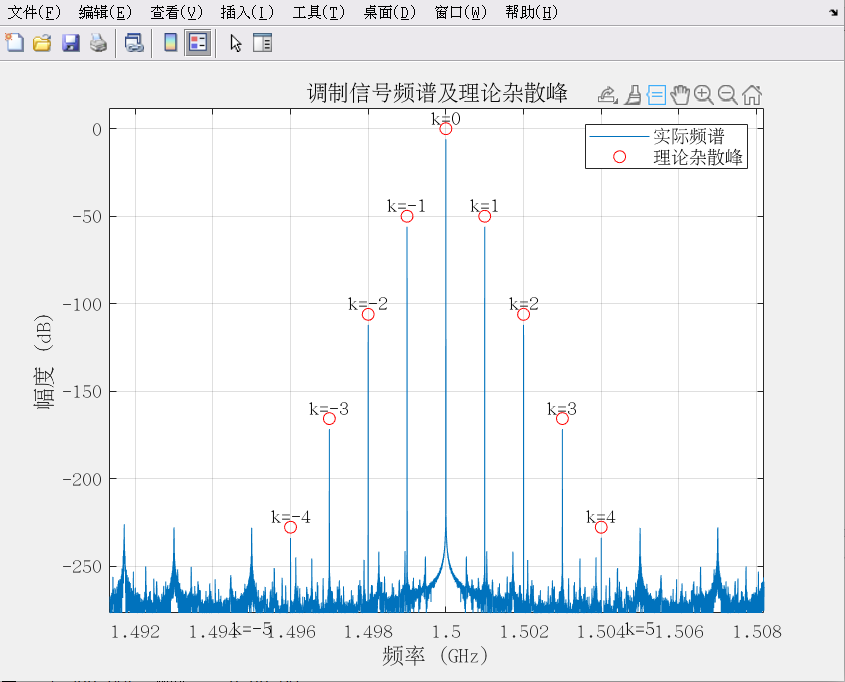 文件(F) 编辑(E) 查看(V) 插入(I) 工具(T) 桌面(D) 窗口(W) 帮助(H)
调制信号频谱及理论杂散峰
实际频谱
理论杂散峰
k=0
k=-1
k=1
k=-2
k=2
k=-3
k=3
k=-4
k=4
k=-5
k=5
0
-50
-100
-150
-200
-250
幅度 (dB)
1.492 1.494 1.496 1.498 1.5 1.502 1.504 1.506 1.508
频率 (GHz)